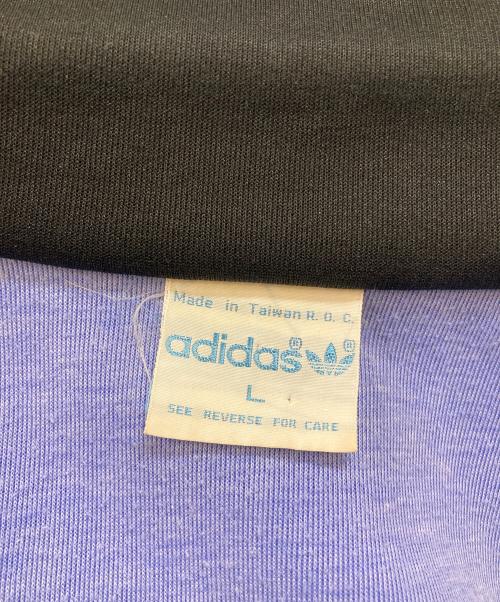 Made in Taiwan R.O.C.
adidas® ®
L
SEE REVERSE FOR CARE